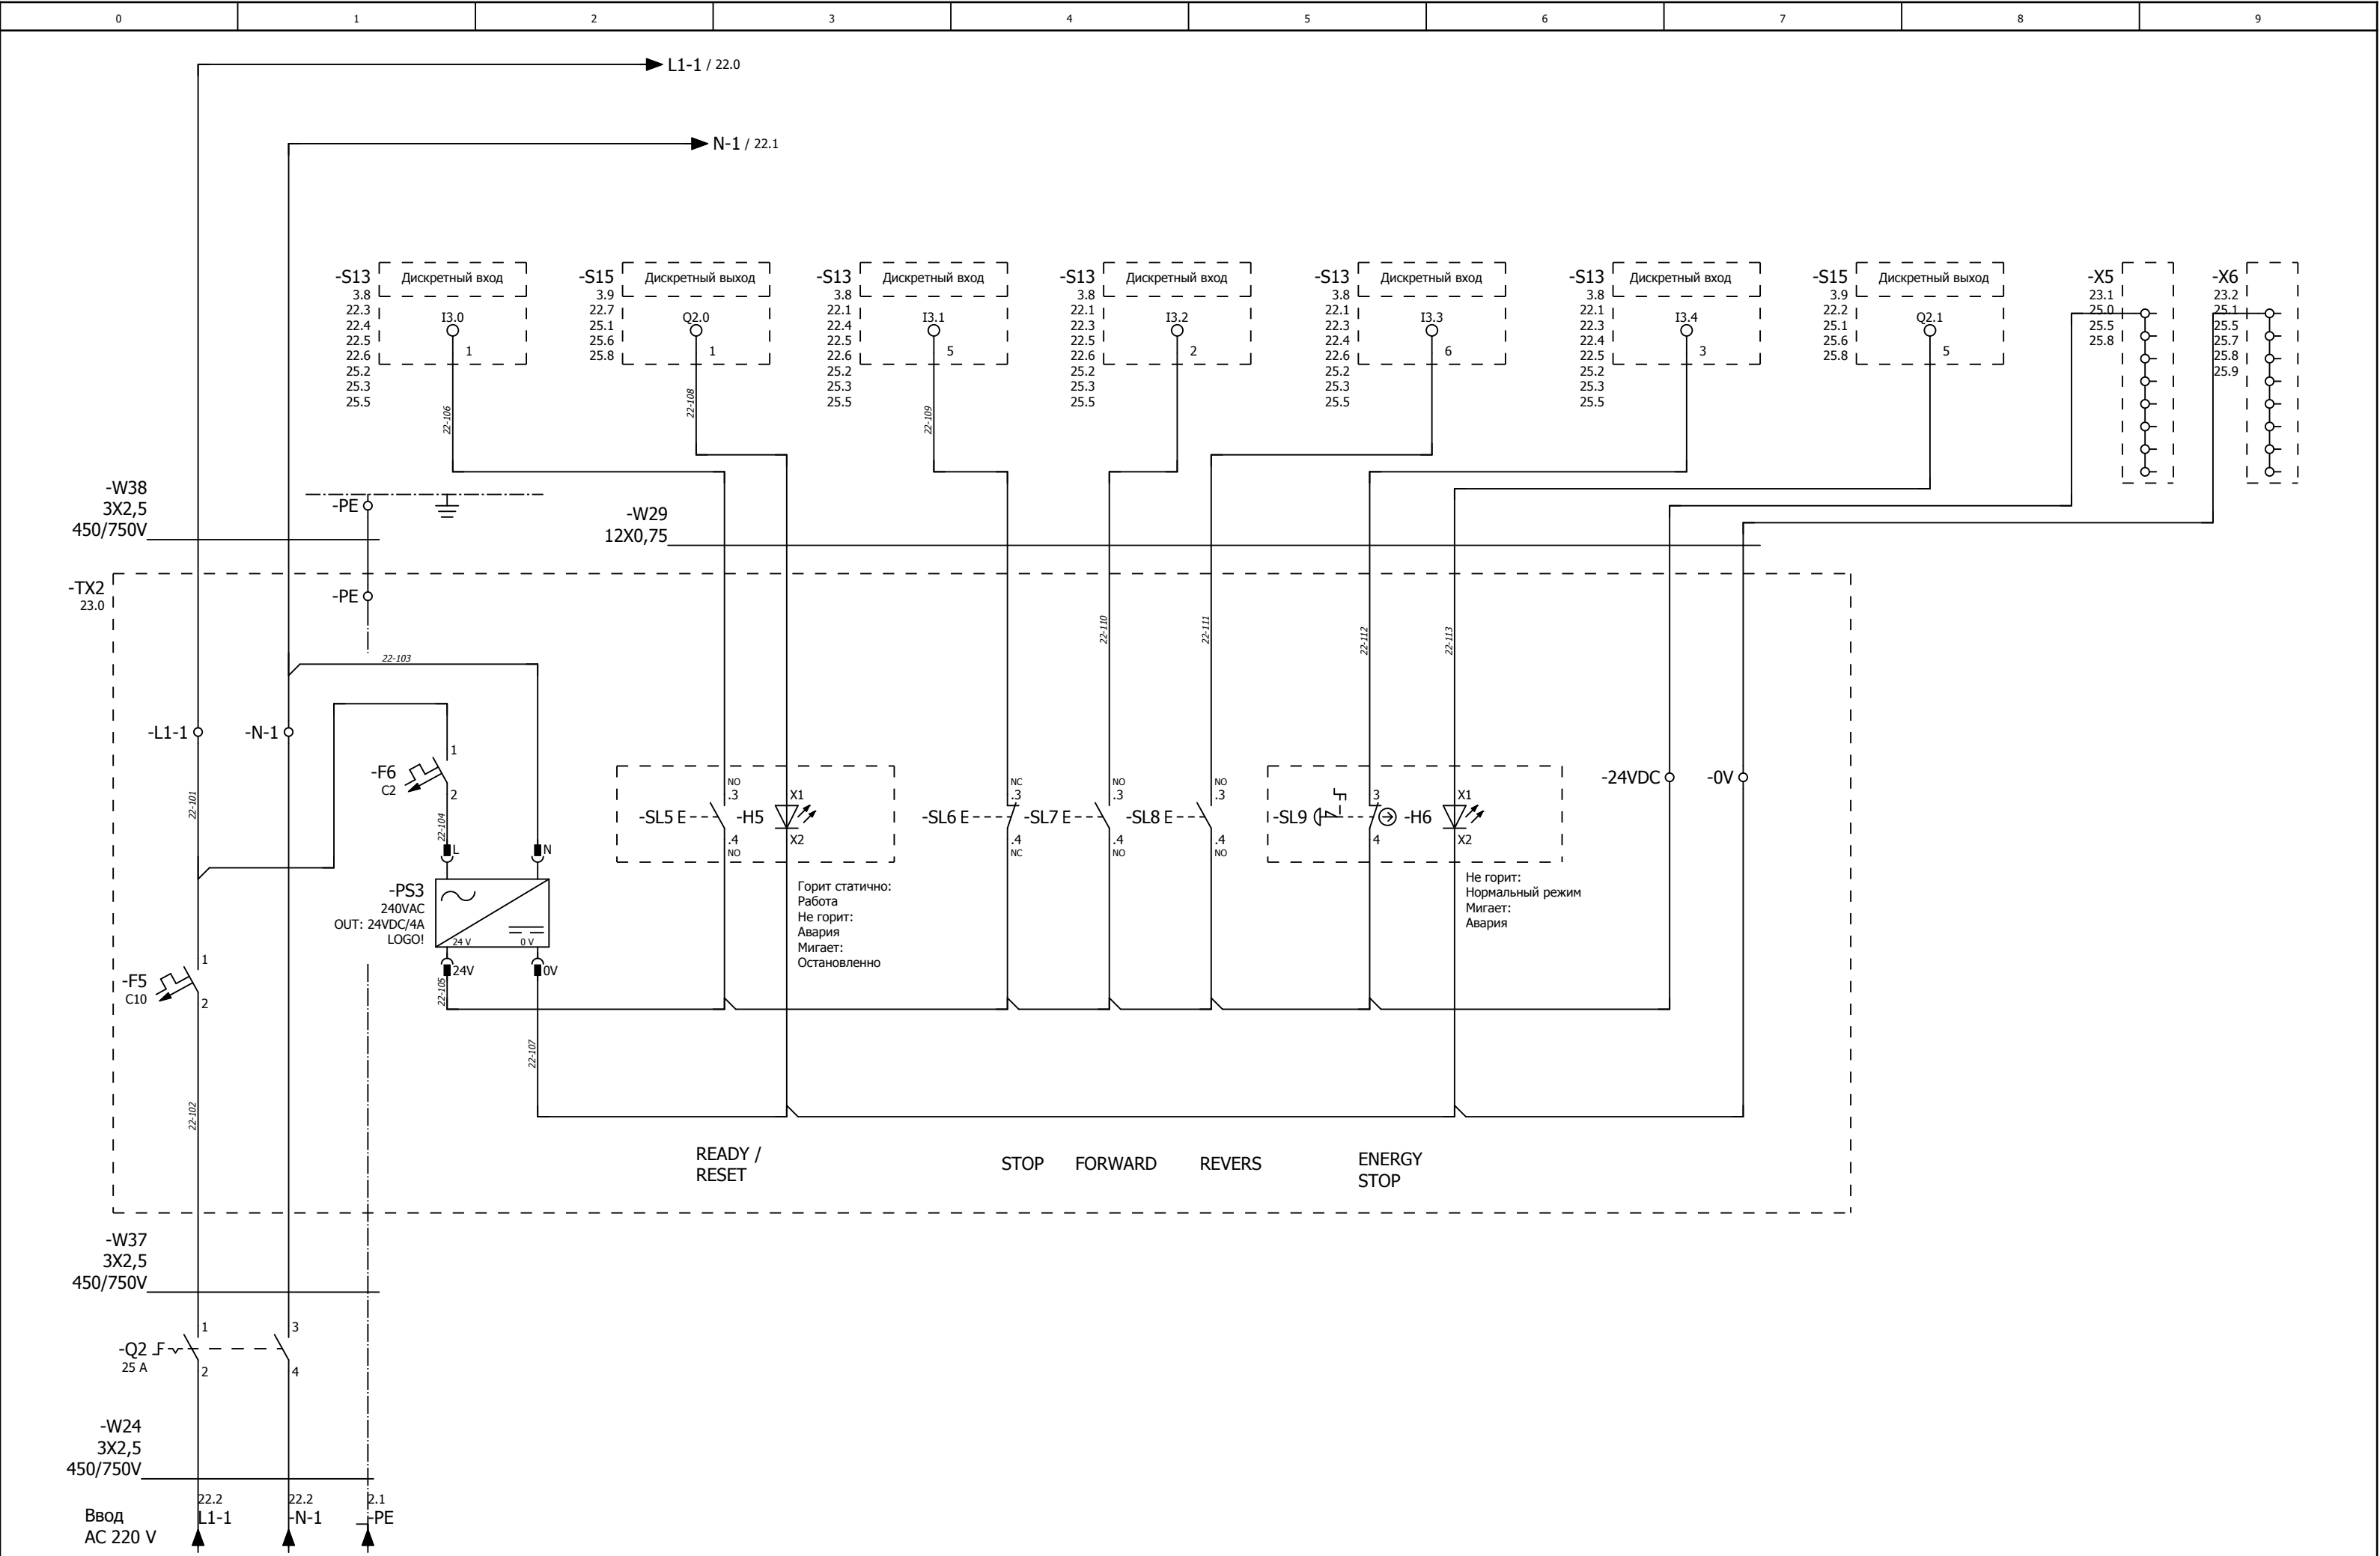 0 1 2 3 4 5 6 7 8 9
L1-1 / 22.0
N-1 / 22.1
-S13
3.8
22.3
22.4
22.5
22.6
25.2
25.3
25.5
Дискретный вход
I3.0
1
22-106
-S15
3.9
22.7
25.1
25.6
25.8
Дискретный выход
Q2.0
1
22-108
-S13
3.8
22.1
22.4
22.5
22.6
25.2
25.3
25.5
Дискретный вход
I3.1
5
22-109
-S13
3.8
22.1
22.3
22.5
22.6
25.2
25.3
25.5
Дискретный вход
I3.2
2
-S13
3.8
22.1
22.3
22.4
22.6
25.2
25.3
25.5
Дискретный вход
I3.3
6
-S13
3.8
22.1
22.3
22.4
22.5
25.2
25.3
25.5
Дискретный вход
I3.4
3
-S15
3.9
22.2
25.1
25.6
25.8
Дискретный выход
Q2.1
5
-X5
23.1
25.0
25.5
25.8
-X6
23.2
25.1
25.5
25.7
25.8
25.9
-W38
3X2,5
450/750V
-PE
-W29
12X0,75
-TX2
23.0
-PE
22-103
22-110
22-111
22-112
22-113
-L1-1
-N-1
22-101
-F6
C2
1
2
22-104
L
N
-PS3
240VAC
OUT: 24VDC/4A
LOGO!
24 V
0 V
24V
0V
22-105
22-107
-SL5 E
NO
.3
.4
NO
-H5
X1
X2
Горит статично:
Работа
Не горит:
Авария
Мигает:
Остановленно
-SL6 E
NC
.3
.4
NC
-SL7 E
NO
.3
.4
NO
-SL8 E
NO
.3
.4
NO
-SL9
3
4
-H6
X1
X2
Не горит:
Нормальный режим
Мигает:
Авария
-24VDC
-0V
-F5
C10
1
2
22-102
READY /
RESET
STOP
FORWARD
REVERS
ENERGY
STOP
-W37
3X2,5
450/750V
-Q2
25 A
1
2
3
4
-W24
3X2,5
450/750V
Ввод
AC 220 V
22.2
L1-1
22.2
-N-1
2.1
-PE